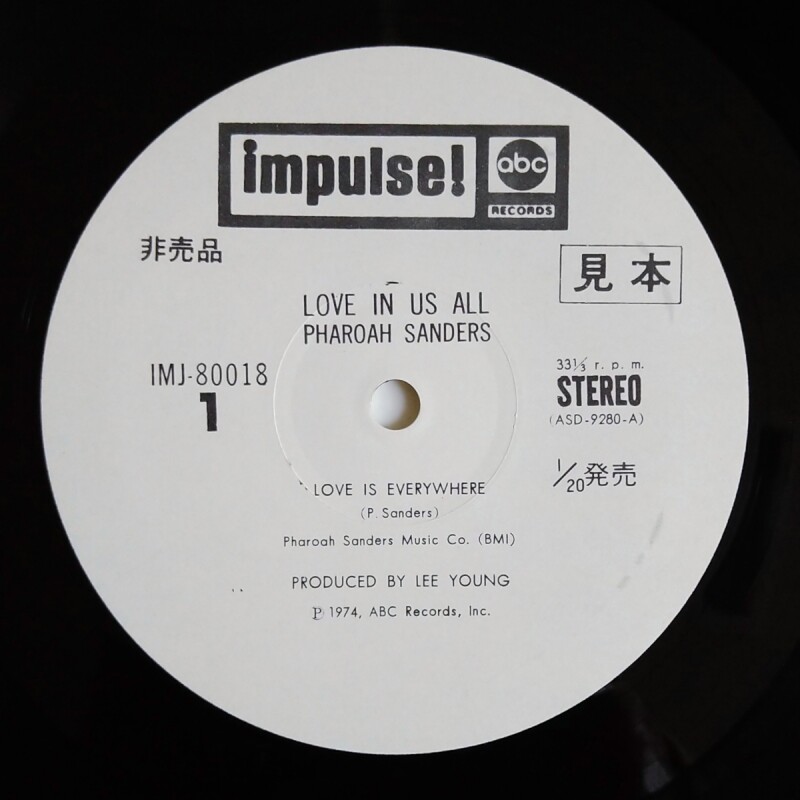 impulse!
abc
RECORDS
非売品
見本
LOVE IN US ALL
PHAROAH SANDERS
IMJ-80018
1
33⅓ r. p. m.
STEREO
(ASD-9280-A)
1/20発売
LOVE IS EVERYWHERE
(P. Sanders)
Pharoah Sanders Music Co. (BMI)
PRODUCED BY LEE YOUNG
℗ 1974, ABC Records, Inc.